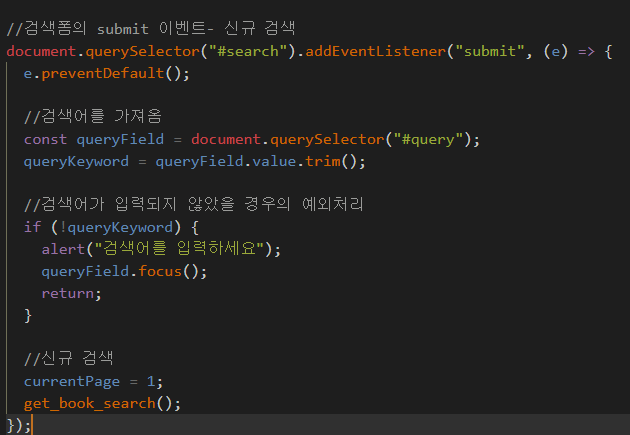 //검색폼의 submit 이벤트- 신규 검색
document.querySelector("#search").addEventListener("submit", (e) => {
  e.preventDefault();

  //검색어를 가져옴
  const queryField = document.querySelector("#query");
  queryKeyword = queryField.value.trim();

  //검색어가 입력되지 않았을 경우의 예외처리
  if (!queryKeyword) {
    alert("검색어를 입력하세요");
    queryField.focus();
    return;
  }

  //신규 검색
  currentPage = 1;
  get_book_search();
});